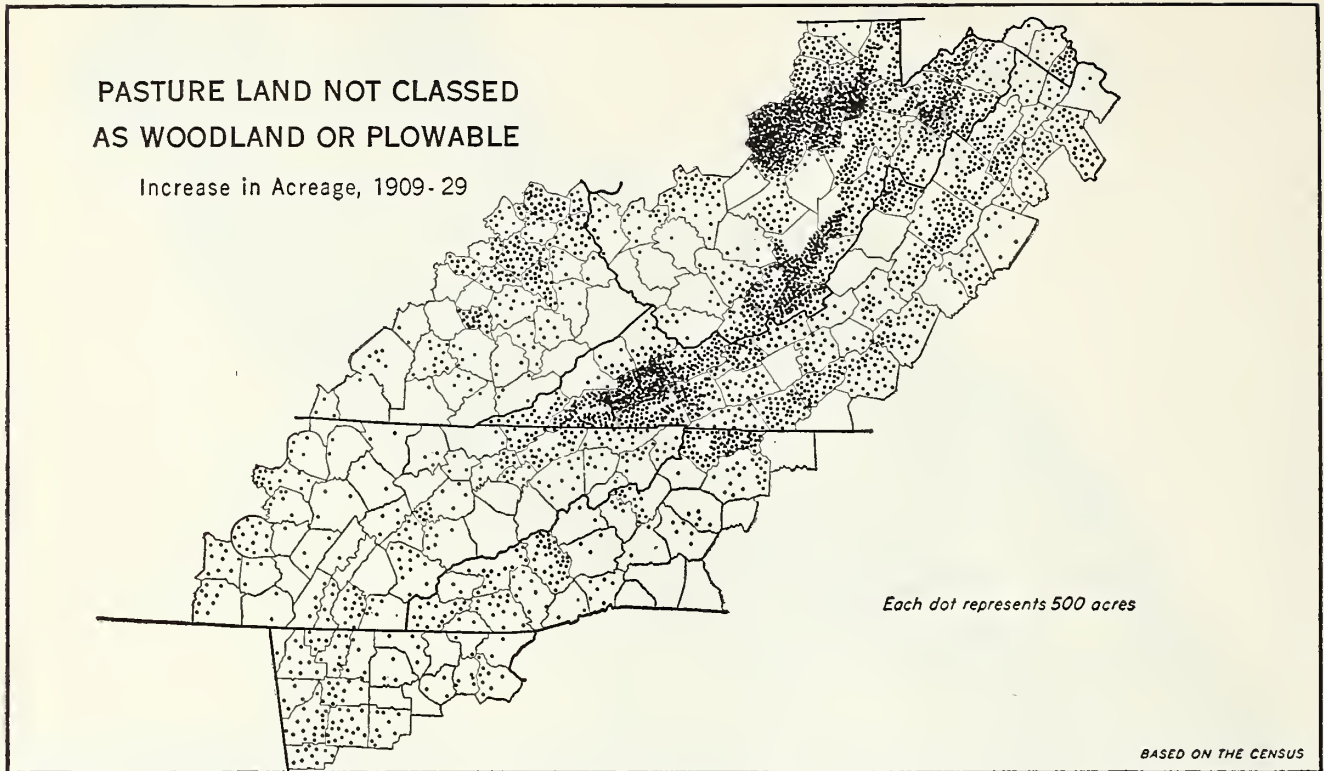 PASTURE LAND NOT CLASSED
AS WOODLAND OR PLOWABLE
Increase in Acreage, 1909-29
Each dot represents 500 acres
BASED ON THE CENSUS